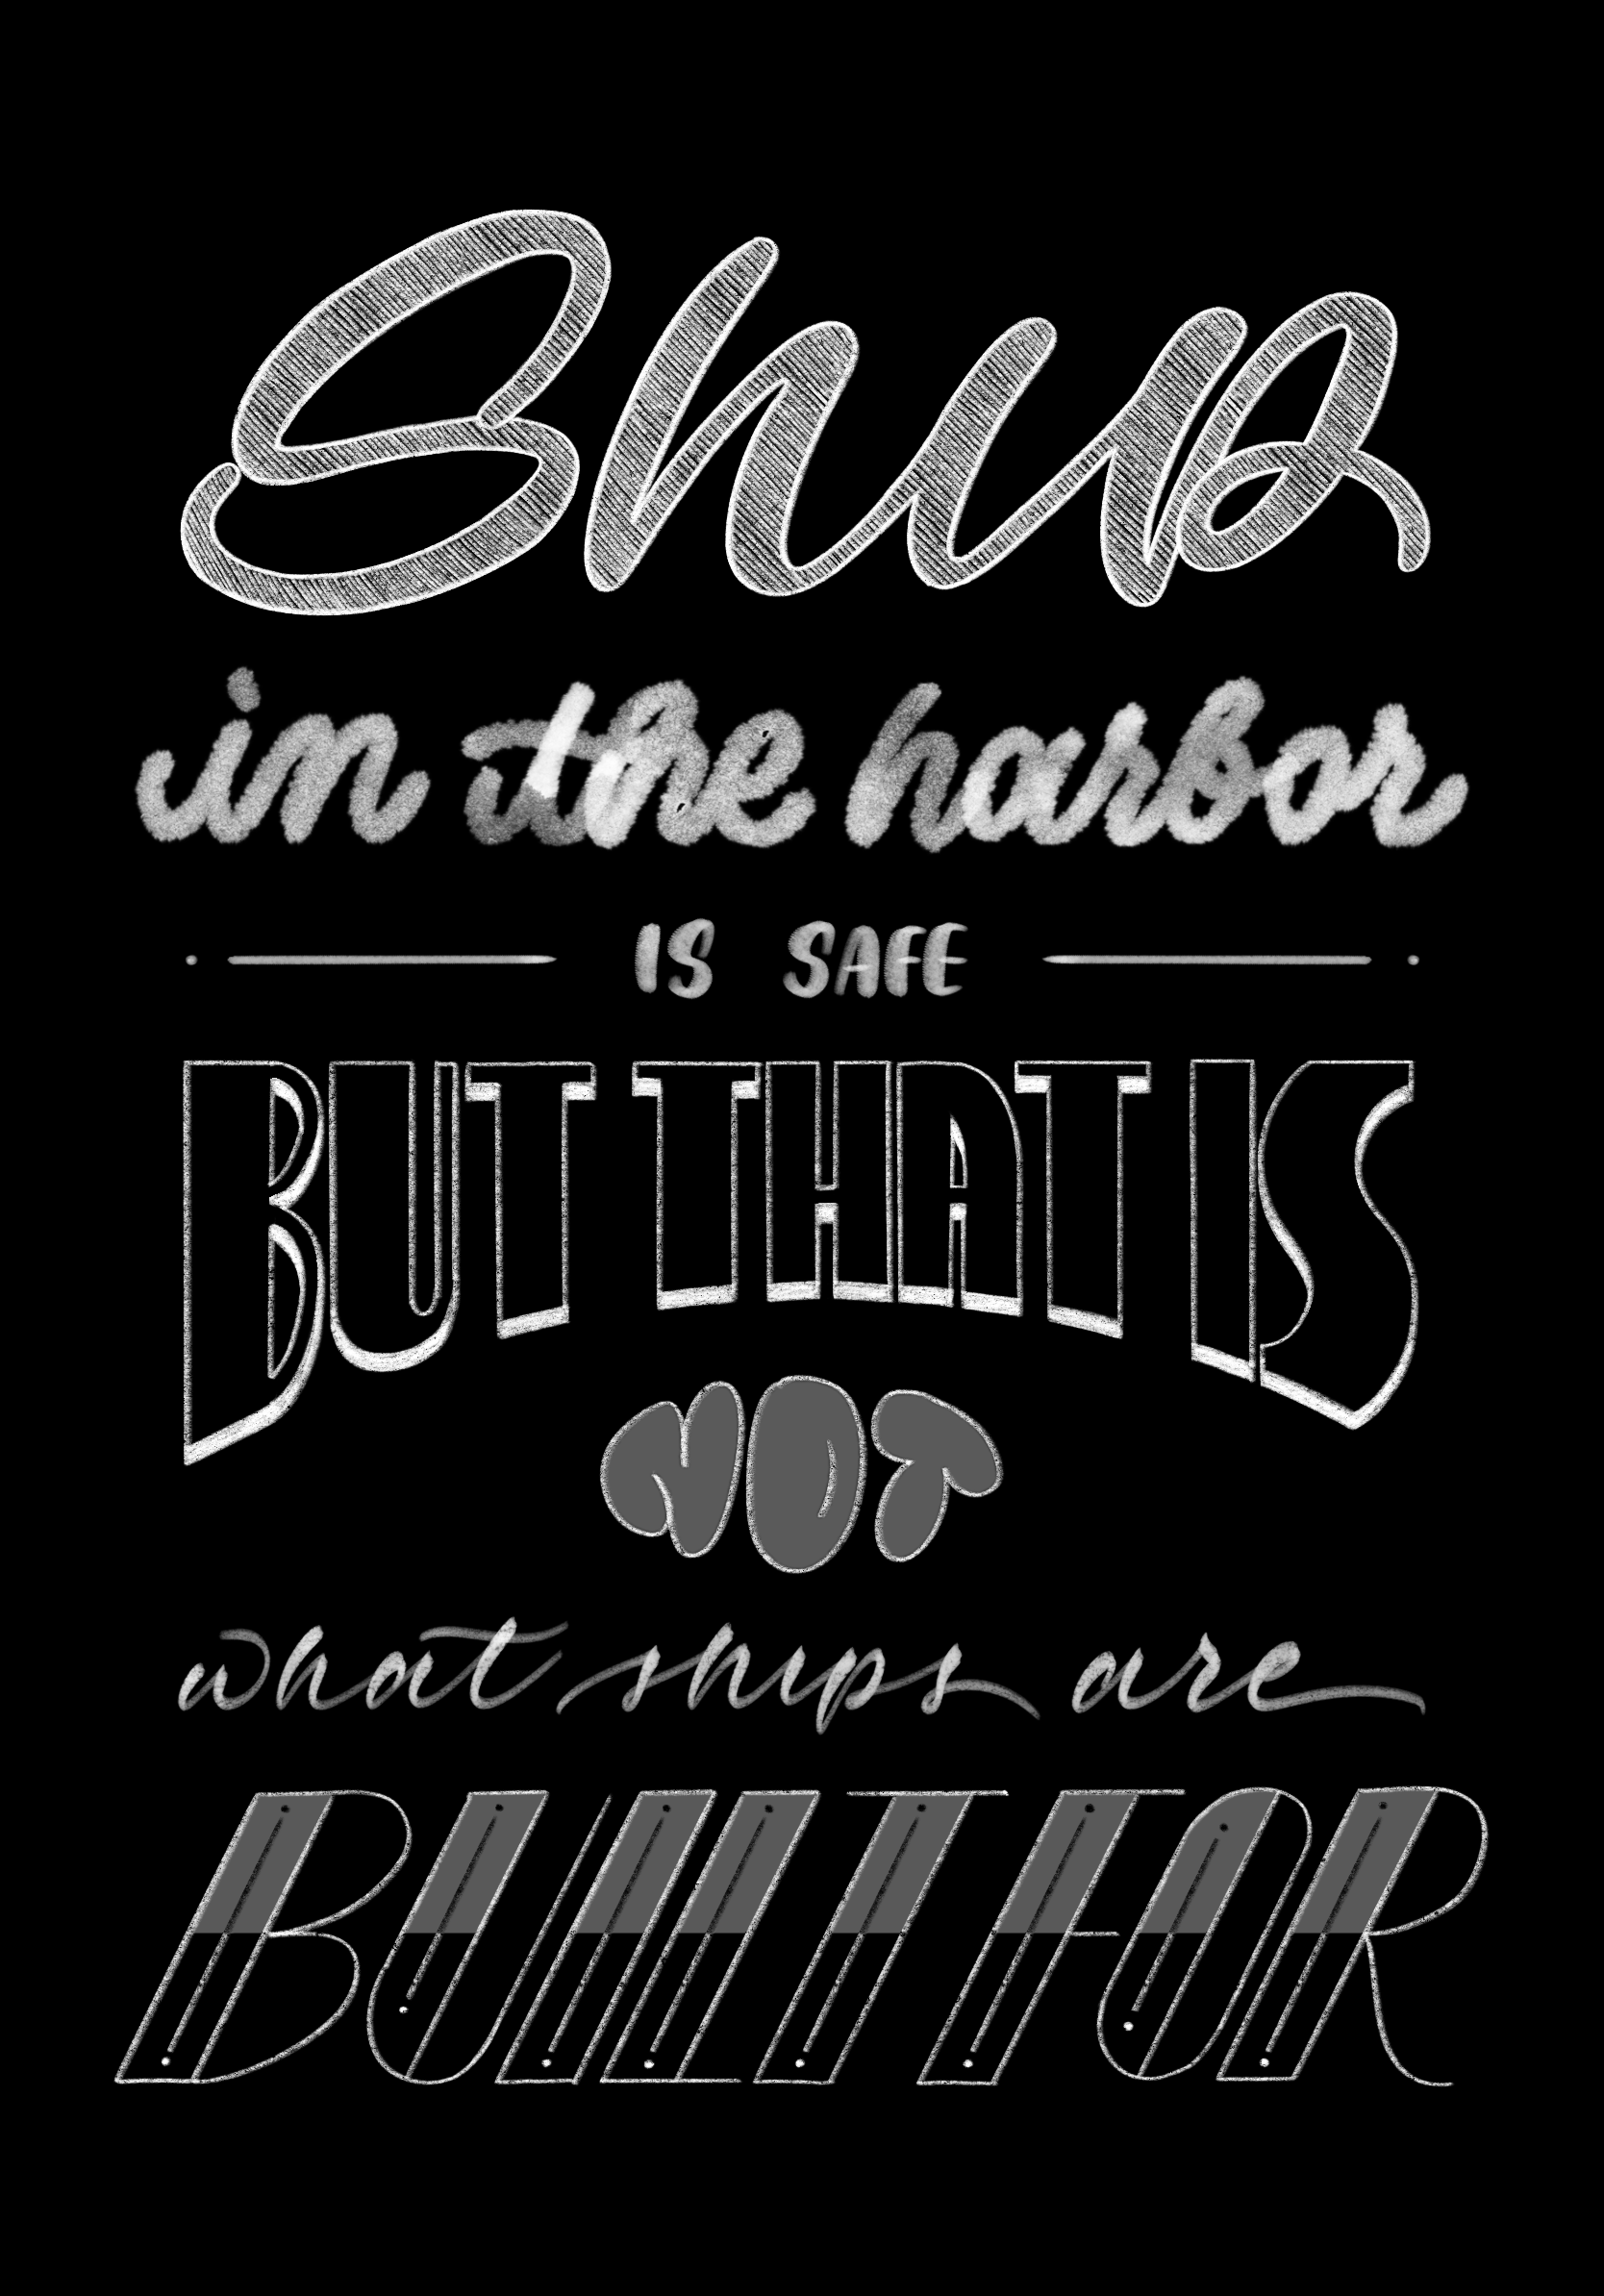 Ship
in the harbor
IS SAFE
BUT THAT IS
NOT
what ships are
BUILT FOR